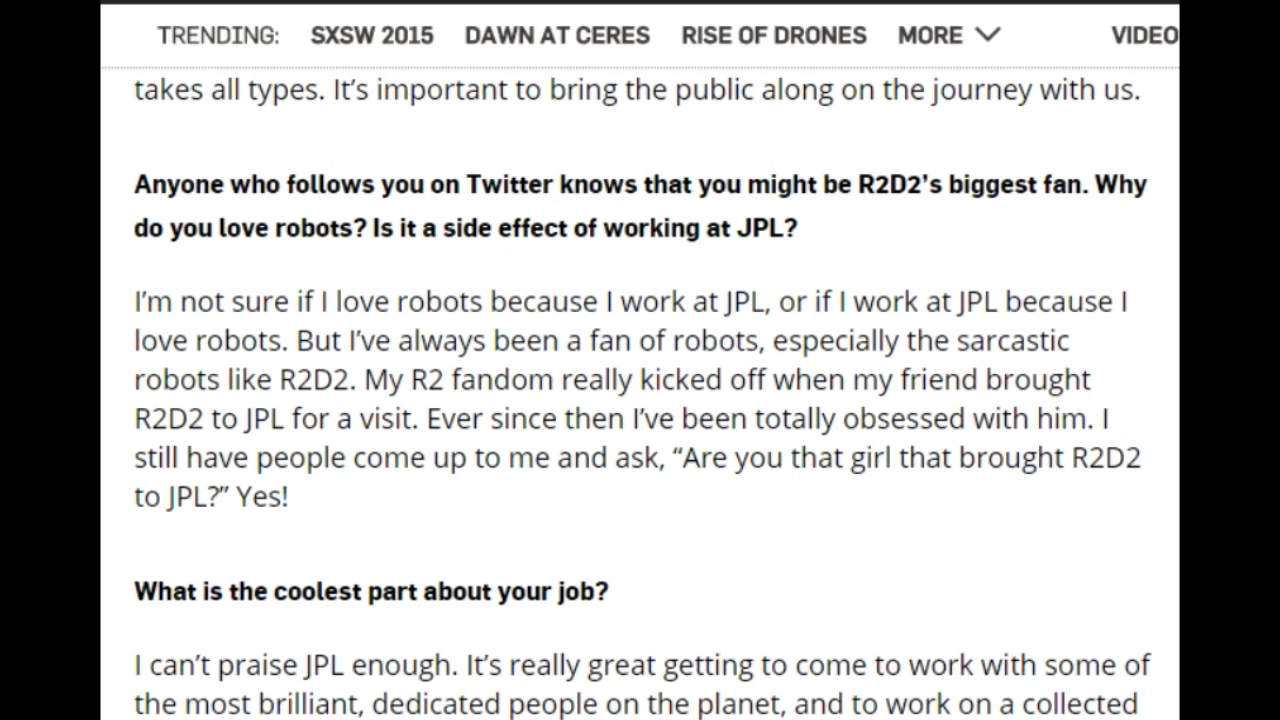 TRENDING: SXSW 2015 DAWN AT CERES RISE OF DRONES MORE VIDEO
takes all types. It’s important to bring the public along on the journey with us.
Anyone who follows you on Twitter knows that you might be R2D2’s biggest fan. Why
do you love robots? Is it a side effect of working at JPL?
I’m not sure if I love robots because I work at JPL, or if I work at JPL because I
love robots. But I’ve always been a fan of robots, especially the sarcastic
robots like R2D2. My R2 fandom really kicked off when my friend brought
R2D2 to JPL for a visit. Ever since then I’ve been totally obsessed with him. I
still have people come up to me and ask, “Are you that girl that brought R2D2
to JPL?” Yes!
What is the coolest part about your job?
I can’t praise JPL enough. It’s really great getting to come to work with some of
the most brilliant, dedicated people on the planet, and to work on a collected